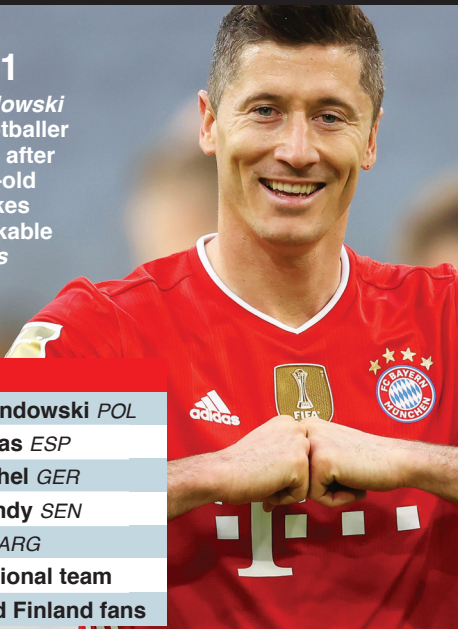 1
lowski
tballer
after
-old
kes
kable
s
ndowski POL
as ESP
hel GER
ndy SEN
ARG
ional team
d Finland fans
adidas
FIFA
FC BAYERN
MÜNCHEN
T